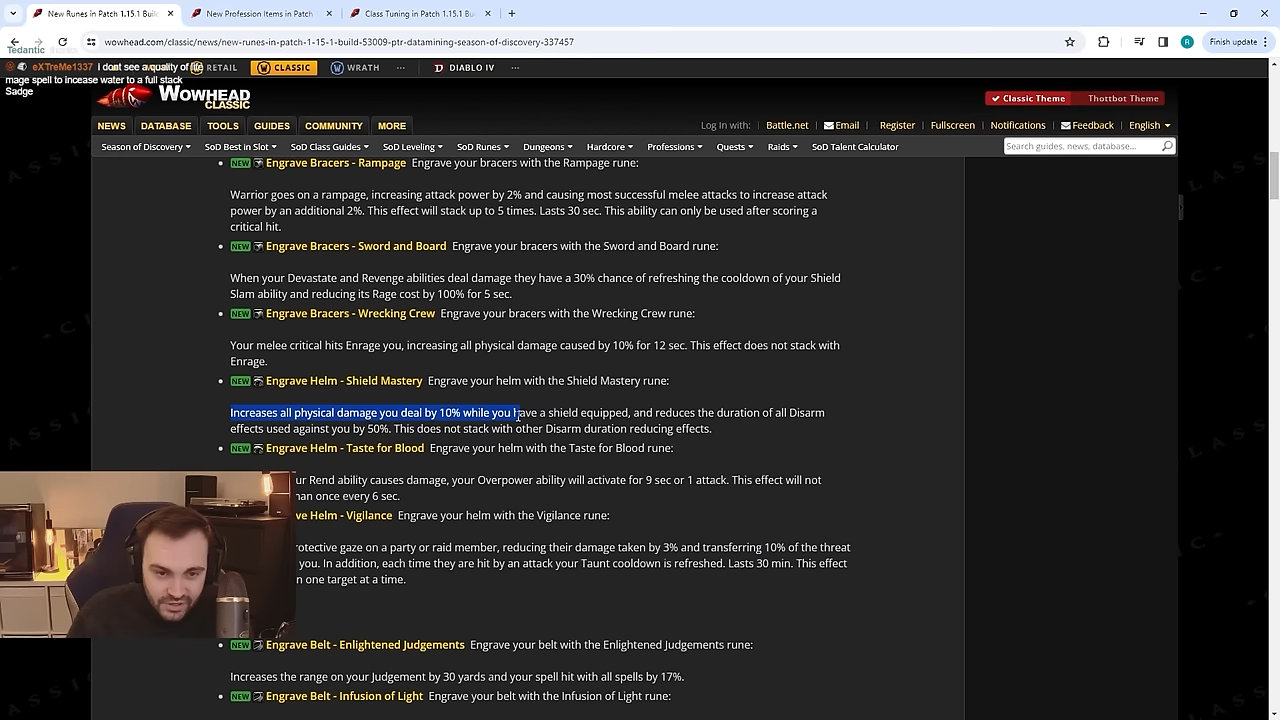 New Runes in Patch 1.15.1 Buil
New Profession Items in Patch
Class Tuning in Patch 1.15.1 Bu
wowhead.com/classic/news/new-runes-in-patch-1-15-1-build-53009-ptr-datamining-season-of-discovery-337457
R
Finish update
Tedantic
eXTreMe1337 i dont see a quality of life
mage spell to incease water to a full stack
Sadge
RETAIL
CLASSIC
WRATH
DIABLO IV
WOWHEAD
CLASSIC
Classic Theme
Thottbot Theme
NEWS
DATABASE
TOOLS
GUIDES
COMMUNITY
MORE
Log In with:
Battle.net
Email
Register
Fullscreen
Notifications
Feedback
English
Season of Discovery
SoD Best in Slot
SoD Class Guides
SoD Leveling
SoD Runes
Dungeons
Hardcore
Professions
Quests
Raids
SoD Talent Calculator
Search guides, news, database...
NEW Engrave Bracers - Rampage Engrave your bracers with the Rampage rune:
Warrior goes on a rampage, increasing attack power by 2% and causing most successful melee attacks to increase attack
power by an additional 2%. This effect will stack up to 5 times. Lasts 30 sec. This ability can only be used after scoring a
critical hit.
NEW Engrave Bracers - Sword and Board Engrave your bracers with the Sword and Board rune:
When your Devastate and Revenge abilities deal damage they have a 30% chance of refreshing the cooldown of your Shield
Slam ability and reducing its Rage cost by 100% for 5 sec.
NEW Engrave Bracers - Wrecking Crew Engrave your bracers with the Wrecking Crew rune:
Your melee critical hits Enrage you, increasing all physical damage caused by 10% for 12 sec. This effect does not stack with
Enrage.
NEW Engrave Helm - Shield Mastery Engrave your helm with the Shield Mastery rune:
Increases all physical damage you deal by 10% while you have a shield equipped, and reduces the duration of all Disarm
effects used against you by 50%. This does not stack with other Disarm duration reducing effects.
NEW Engrave Helm - Taste for Blood Engrave your helm with the Taste for Blood rune:
ur Rend ability causes damage, your Overpower ability will activate for 9 sec or 1 attack. This effect will not
han once every 6 sec.
ve Helm - Vigilance Engrave your helm with the Vigilance rune:
rotective gaze on a party or raid member, reducing their damage taken by 3% and transferring 10% of the threat
you. In addition, each time they are hit by an attack your Taunt cooldown is refreshed. Lasts 30 min. This effect
n one target at a time.
NEW Engrave Belt - Enlightened Judgements Engrave your belt with the Enlightened Judgements rune:
Increases the range on your Judgement by 30 yards and your spell hit with all spells by 17%.
NEW Engrave Belt - Infusion of Light Engrave your belt with the Infusion of Light rune: